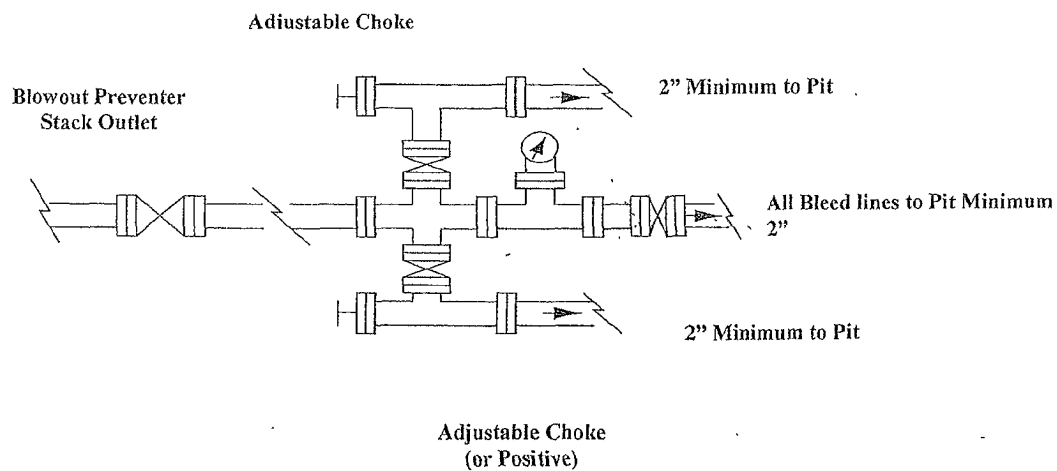 Adiustable Choke
2” Minimum to Pit
Blowout Preventer
Stack Outlet
All Bleed lines to Pit Minimum
2”
2” Minimum to Pit
Adjustable Choke
(or Positive)